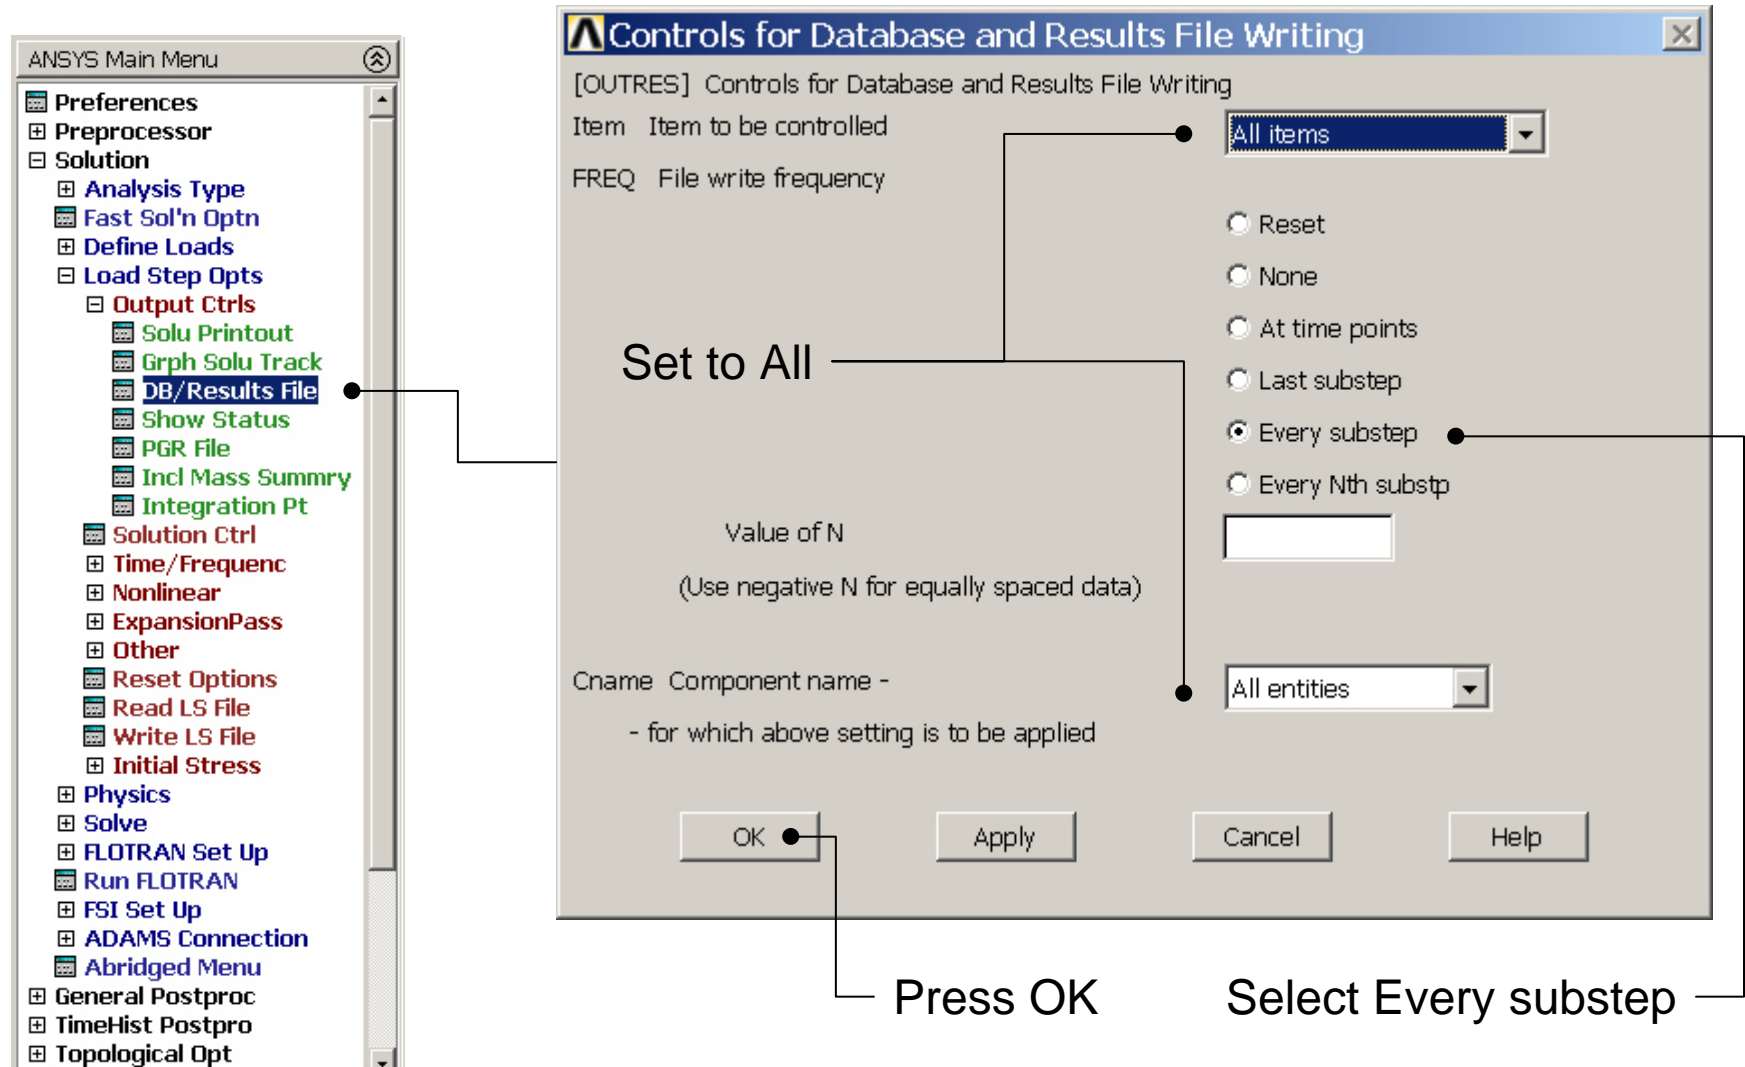 ANSYS Main Menu
Preferences
Preprocessor
Solution
Analysis Type
Fast Sol'n Optn
Define Loads
Load Step Opts
Output Ctrls
Solu Printout
Grph Solu Track
DB/Results File
Show Status
PGR File
Incl Mass Summry
Integration Pt
Solution Ctrl
Time/Frequenc
Nonlinear
ExpansionPass
Other
Reset Options
Read LS File
Write LS File
Initial Stress
Physics
Solve
FLOTRAN Set Up
Run FLOTRAN
FSI Set Up
ADAMS Connection
Abridged Menu
General Postproc
TimeHist Postpro
Topological Opt
Controls for Database and Results File Writing
[OUTRES] Controls for Database and Results File Writing
Item Item to be controlled
All items
FREQ File write frequency
Reset
None
At time points
Set to All
Last substep
Every substep
Every Nth substp
Value of N
(Use negative N for equally spaced data)
Cname Component name -
All entities
- for which above setting is to be applied
OK
Apply
Cancel
Help
Press OK
Select Every substep